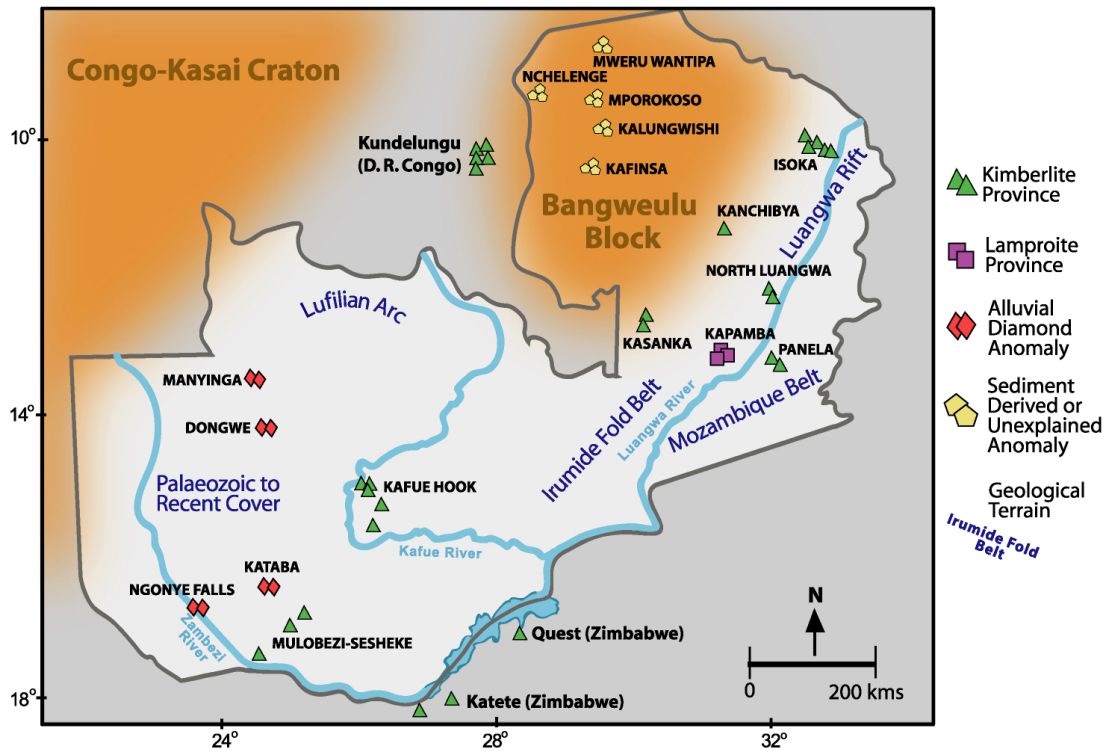 Congo-Kasai Craton
MWERU WANTIPA
NCHELENGE
MPOROKOSO
KALUNGWISHI
KAFINSA
Bangweulu
Block
10°
Kundelungu
(D. R. Congo)
ISOKA
Luangwa Rift
KANCHIBYA
NORTH LUANGWA
Lufilian Arc
KASANKA
KAPAMBA
PANELA
MANYINGA
14°
DONGWE
Irumide Fold Belt
Luangwa River
Mozambique Belt
Palaeozoic to
Recent Cover
KAFUE HOOK
Kafue River
KATABA
NGONYE FALLS
Zambezi
River
MULOBEZI-SESHEKE
Quest (Zimbabwe)
Katete (Zimbabwe)
18°
N
0
200 kms
24°
28°
32°
Kimberlite
Province
Lamproite
Province
Alluvial
Diamond
Anomaly
Sediment
Derived or
Unexplained
Anomaly
Geological
Terrain
Irumide Fold
Belt